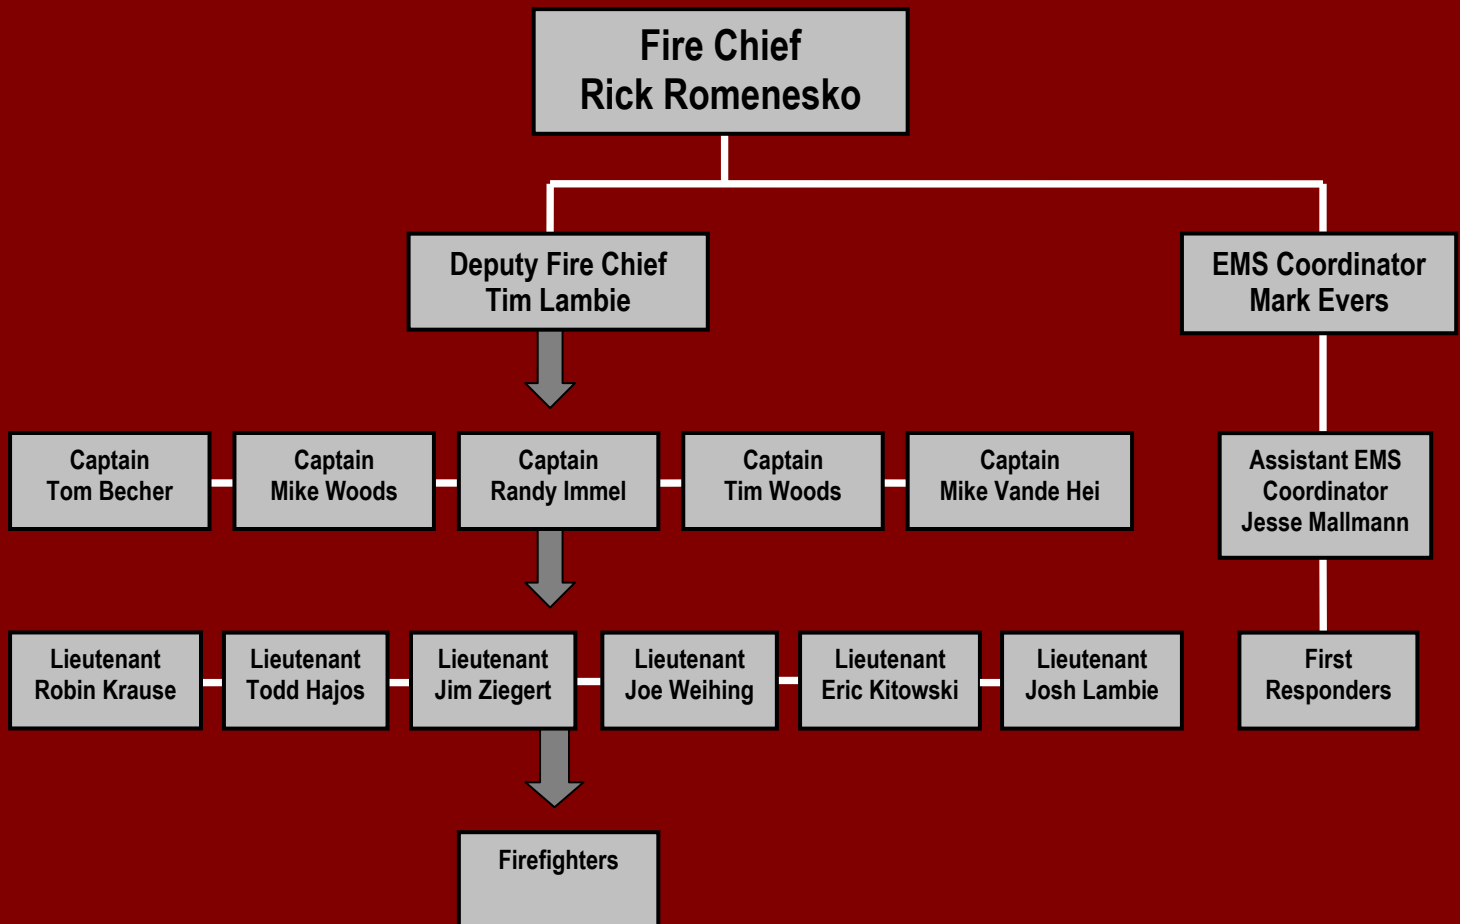 Fire Chief
Rick Romenesko
Deputy Fire Chief
Tim Lambie
EMS Coordinator
Mark Evers
Captain
Tom Becher
Captain
Mike Woods
Captain
Randy Immel
Captain
Tim Woods
Captain
Mike Vande Hei
Assistant EMS
Coordinator
Jesse Mallmann
Lieutenant
Robin Krause
Lieutenant
Todd Hajos
Lieutenant
Jim Ziegert
Lieutenant
Joe Weihing
Lieutenant
Eric Kitowski
Lieutenant
Josh Lambie
First
Responders
Firefighters